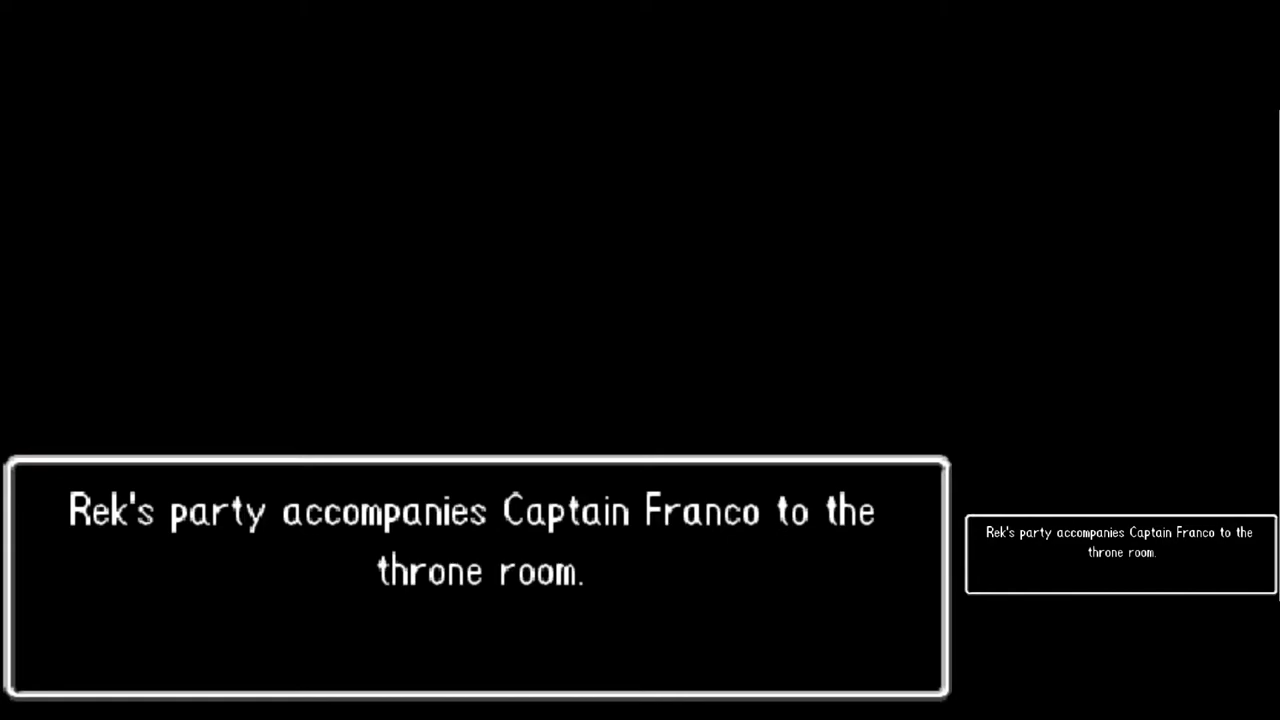 Rek's party accompanies Captain Franco to the
throne room.
Rek's party accompanies Captain Franco to the
throne room.